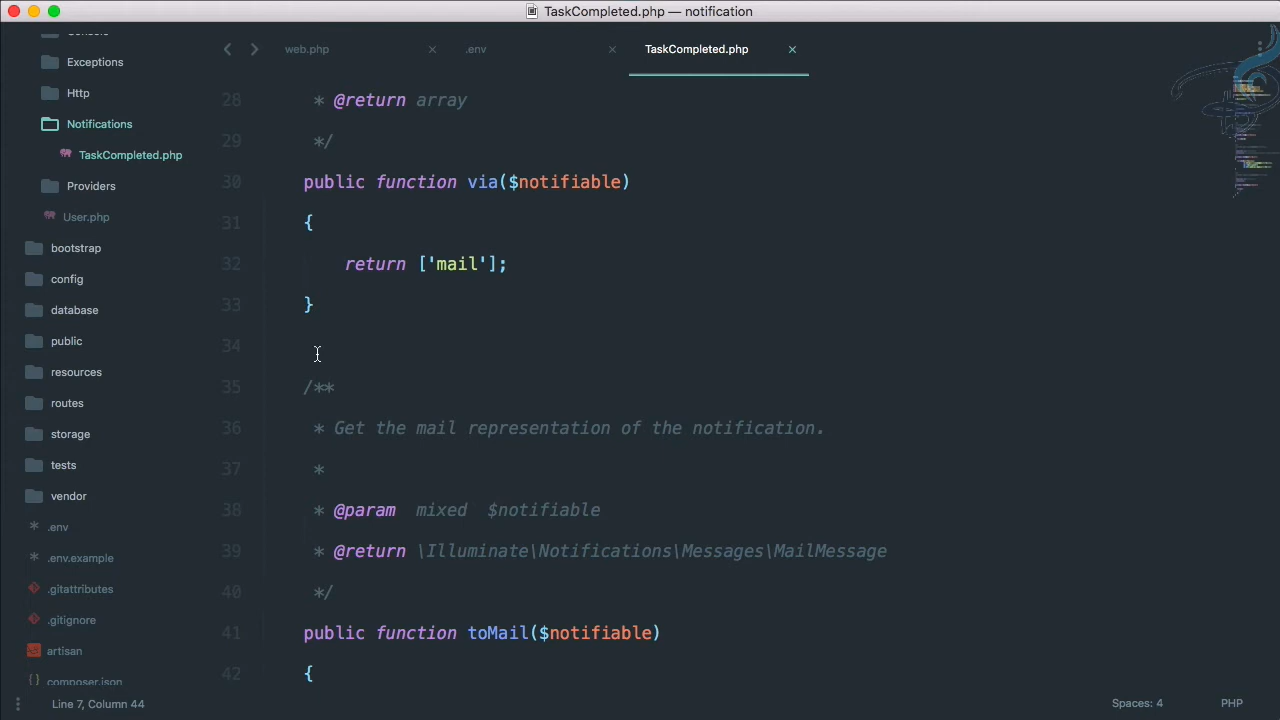 TaskCompleted.php — notification
Console
Exceptions
Http
Notifications
TaskCompleted.php
Providers
User.php
bootstrap
config
database
public
resources
routes
storage
tests
vendor
.env
.env.example
.gitattributes
.gitignore
artisan
composer.json
web.php
.env
TaskCompleted.php
28 * @return array
29 */
30 public function via($notifiable)
31 {
32 return ['mail'];
33 }
34
35 /**
36 * Get the mail representation of the notification.
37 *
38 * @param mixed $notifiable
39 * @return \Illuminate\Notifications\Messages\MailMessage
40 */
41 public function toMail($notifiable)
42 {
Line 7, Column 44
Spaces: 4
PHP